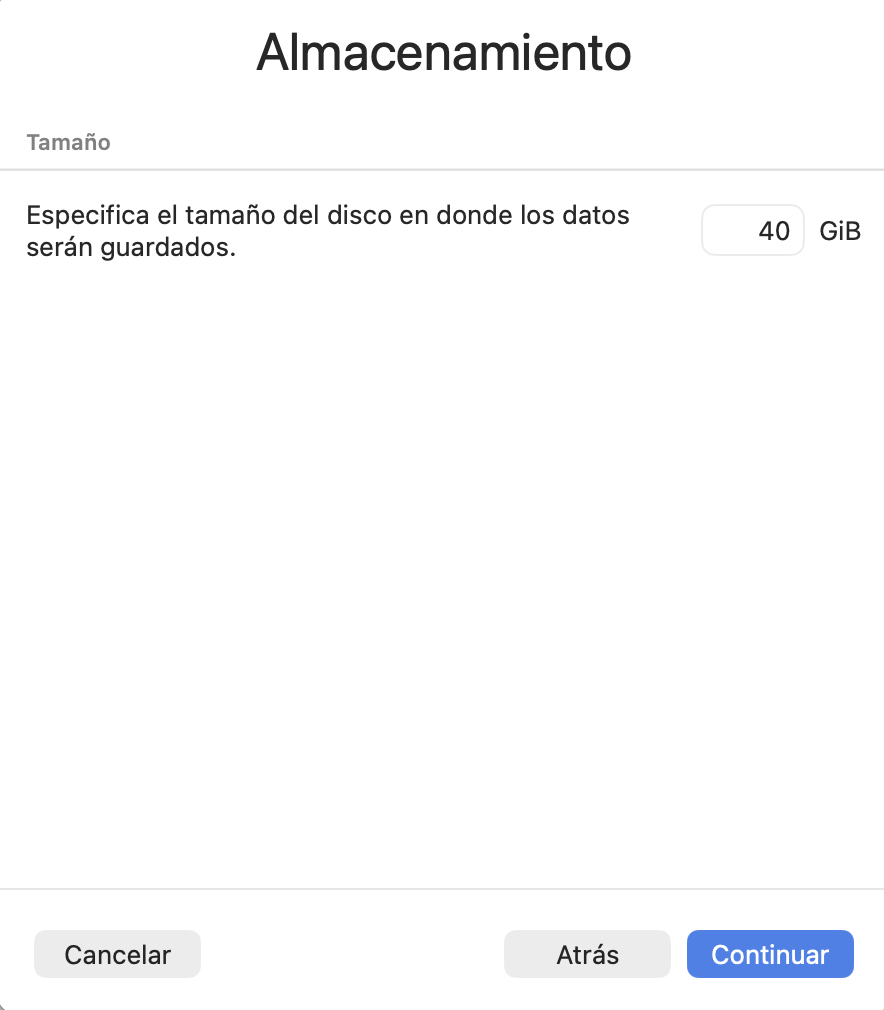 Almacenamiento
Tamaño
Especifica el tamaño del disco en donde los datos
serán guardados.
40 GiB
Cancelar
Atrás
Continuar